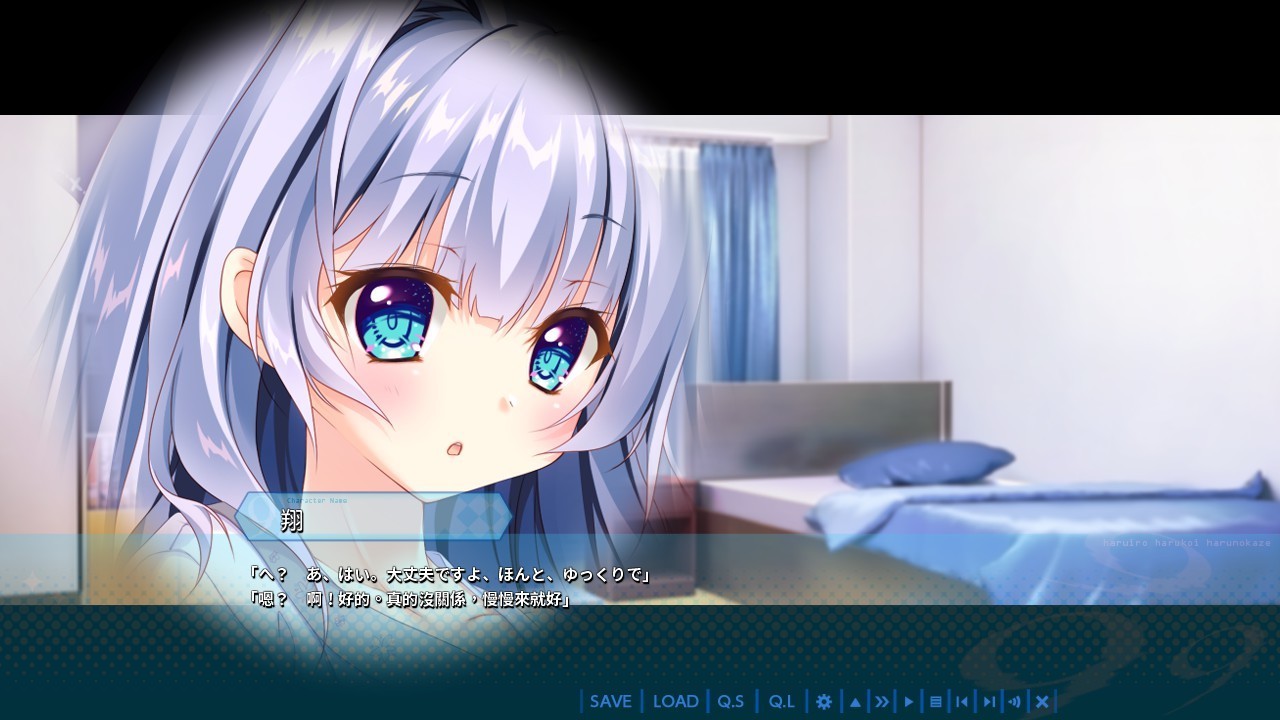 Character Name
翔
haruiro harukoi harunokaze
「へ？　あ、はい。大丈夫ですよ、ほんと、ゆっくりで」
「嗯？　啊！好的。真的沒關係，慢慢來就好」
SAVE LOAD Q.S Q.L